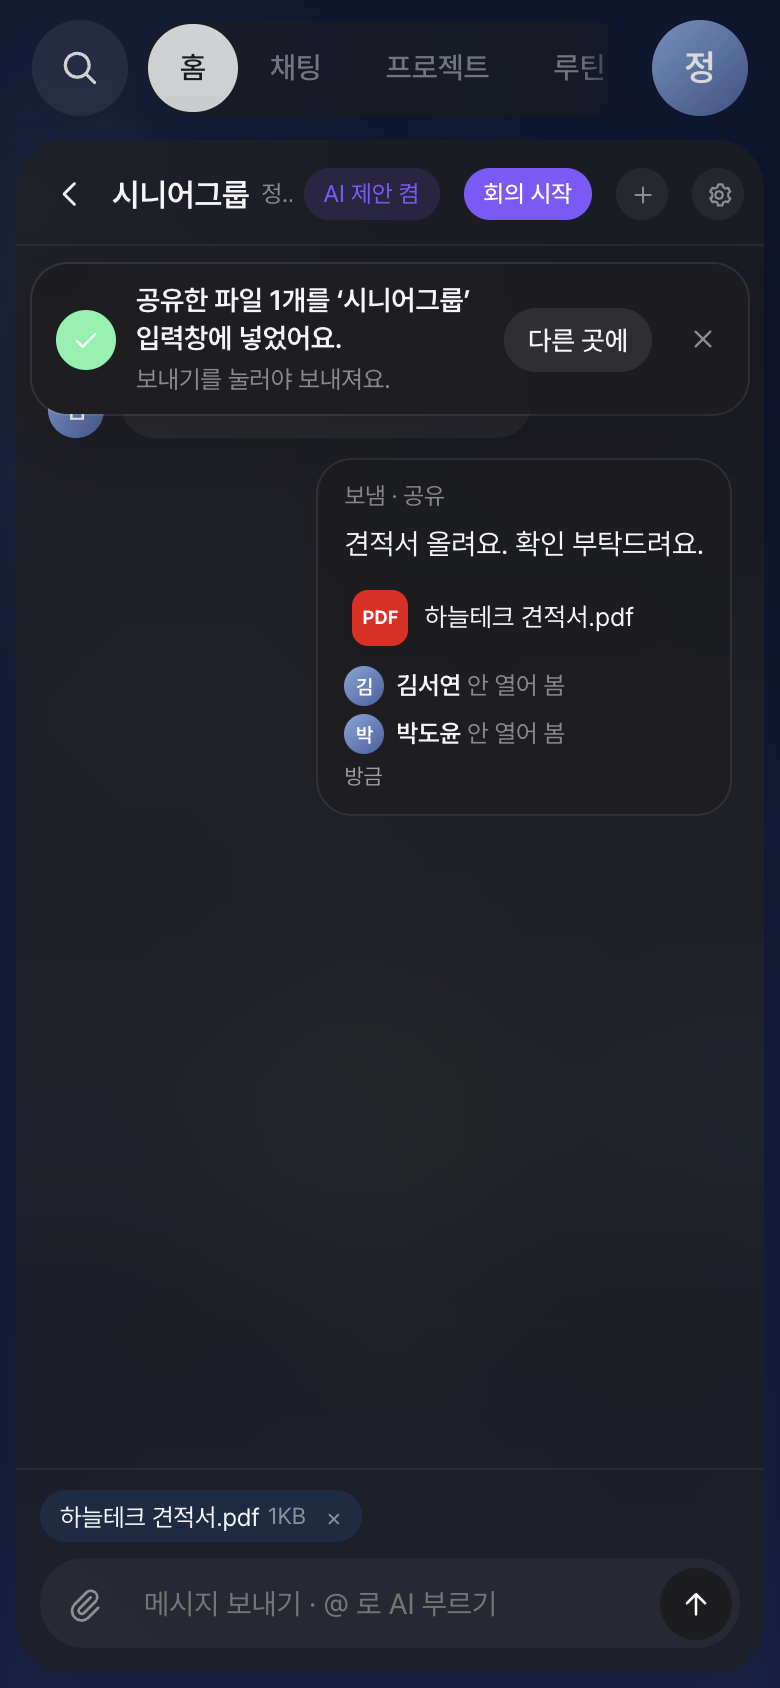 홈
채팅
프로젝트
루틴
정
시니어그룹 정..
AI 제안 켬
회의 시작
공유한 파일 1개를 ‘시니어그룹’
입력창에 넣었어요.
보내기를 눌러야 보내져요.
다른 곳에
보냄 · 공유
견적서 올려요. 확인 부탁드려요.
PDF 하늘테크 견적서.pdf
김 김서연 안 열어 봄
박 박도윤 안 열어 봄
방금
하늘테크 견적서.pdf 1KB ×
메시지 보내기 · @ 로 AI 부르기